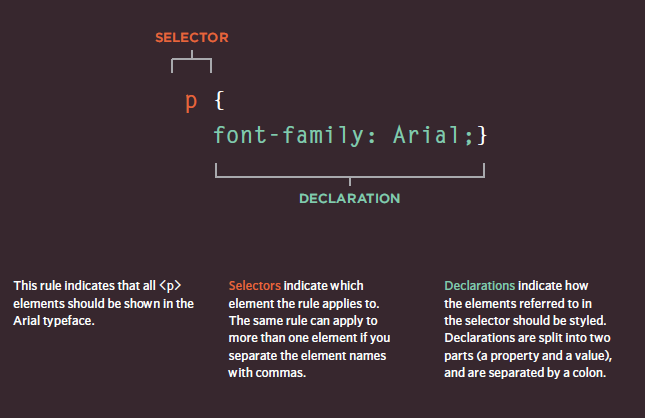 SELECTOR
p {
font-family: Arial;}
DECLARATION
This rule indicates that all <p>
elements should be shown in the
Arial typeface.
Selectors indicate which
element the rule applies to.
The same rule can apply to
more than one element if you
separate the element names
with commas.
Declarations indicate how
the elements referred to in
the selector should be styled.
Declarations are split into two
parts (a property and a value),
and are separated by a colon.